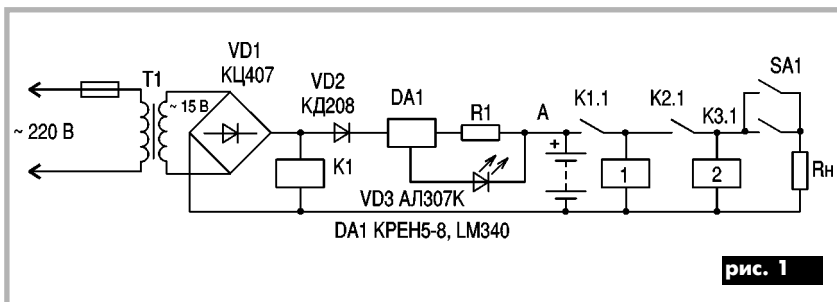 VD1
КЦ407
T1
~ 15 В
~ 220 В
VD2
КД208
DA1
R1
A
K1.1
K2.1
K3.1
SA1
K1
+
1
2
Rн
VD3 АЛ307К
DA1 КРЕН5-8, LM340
рис. 1